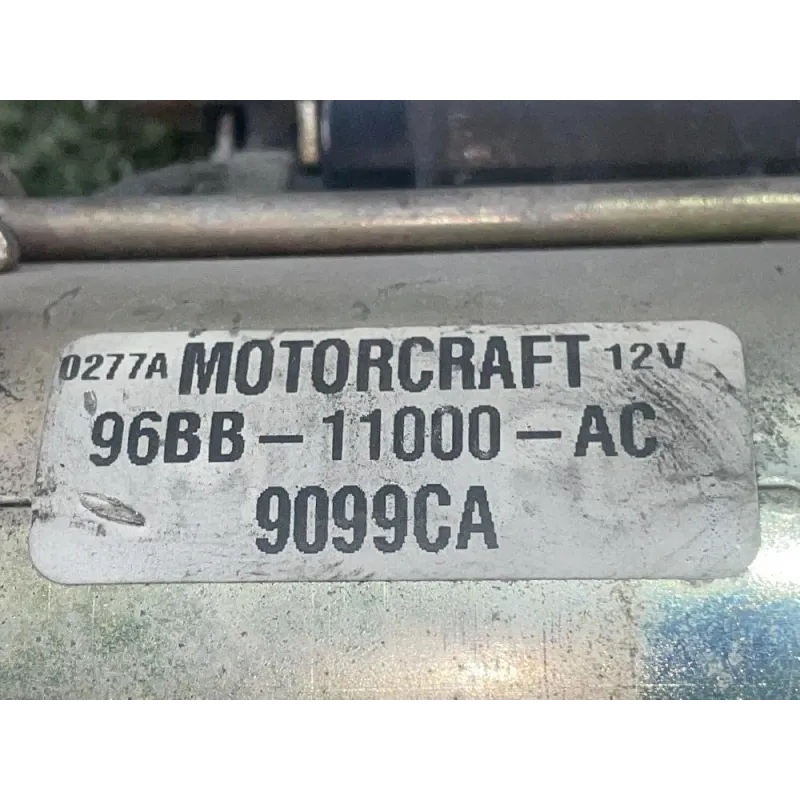 0277A MOTORCRAFT 12V
96BB-11000-AC
9099CA